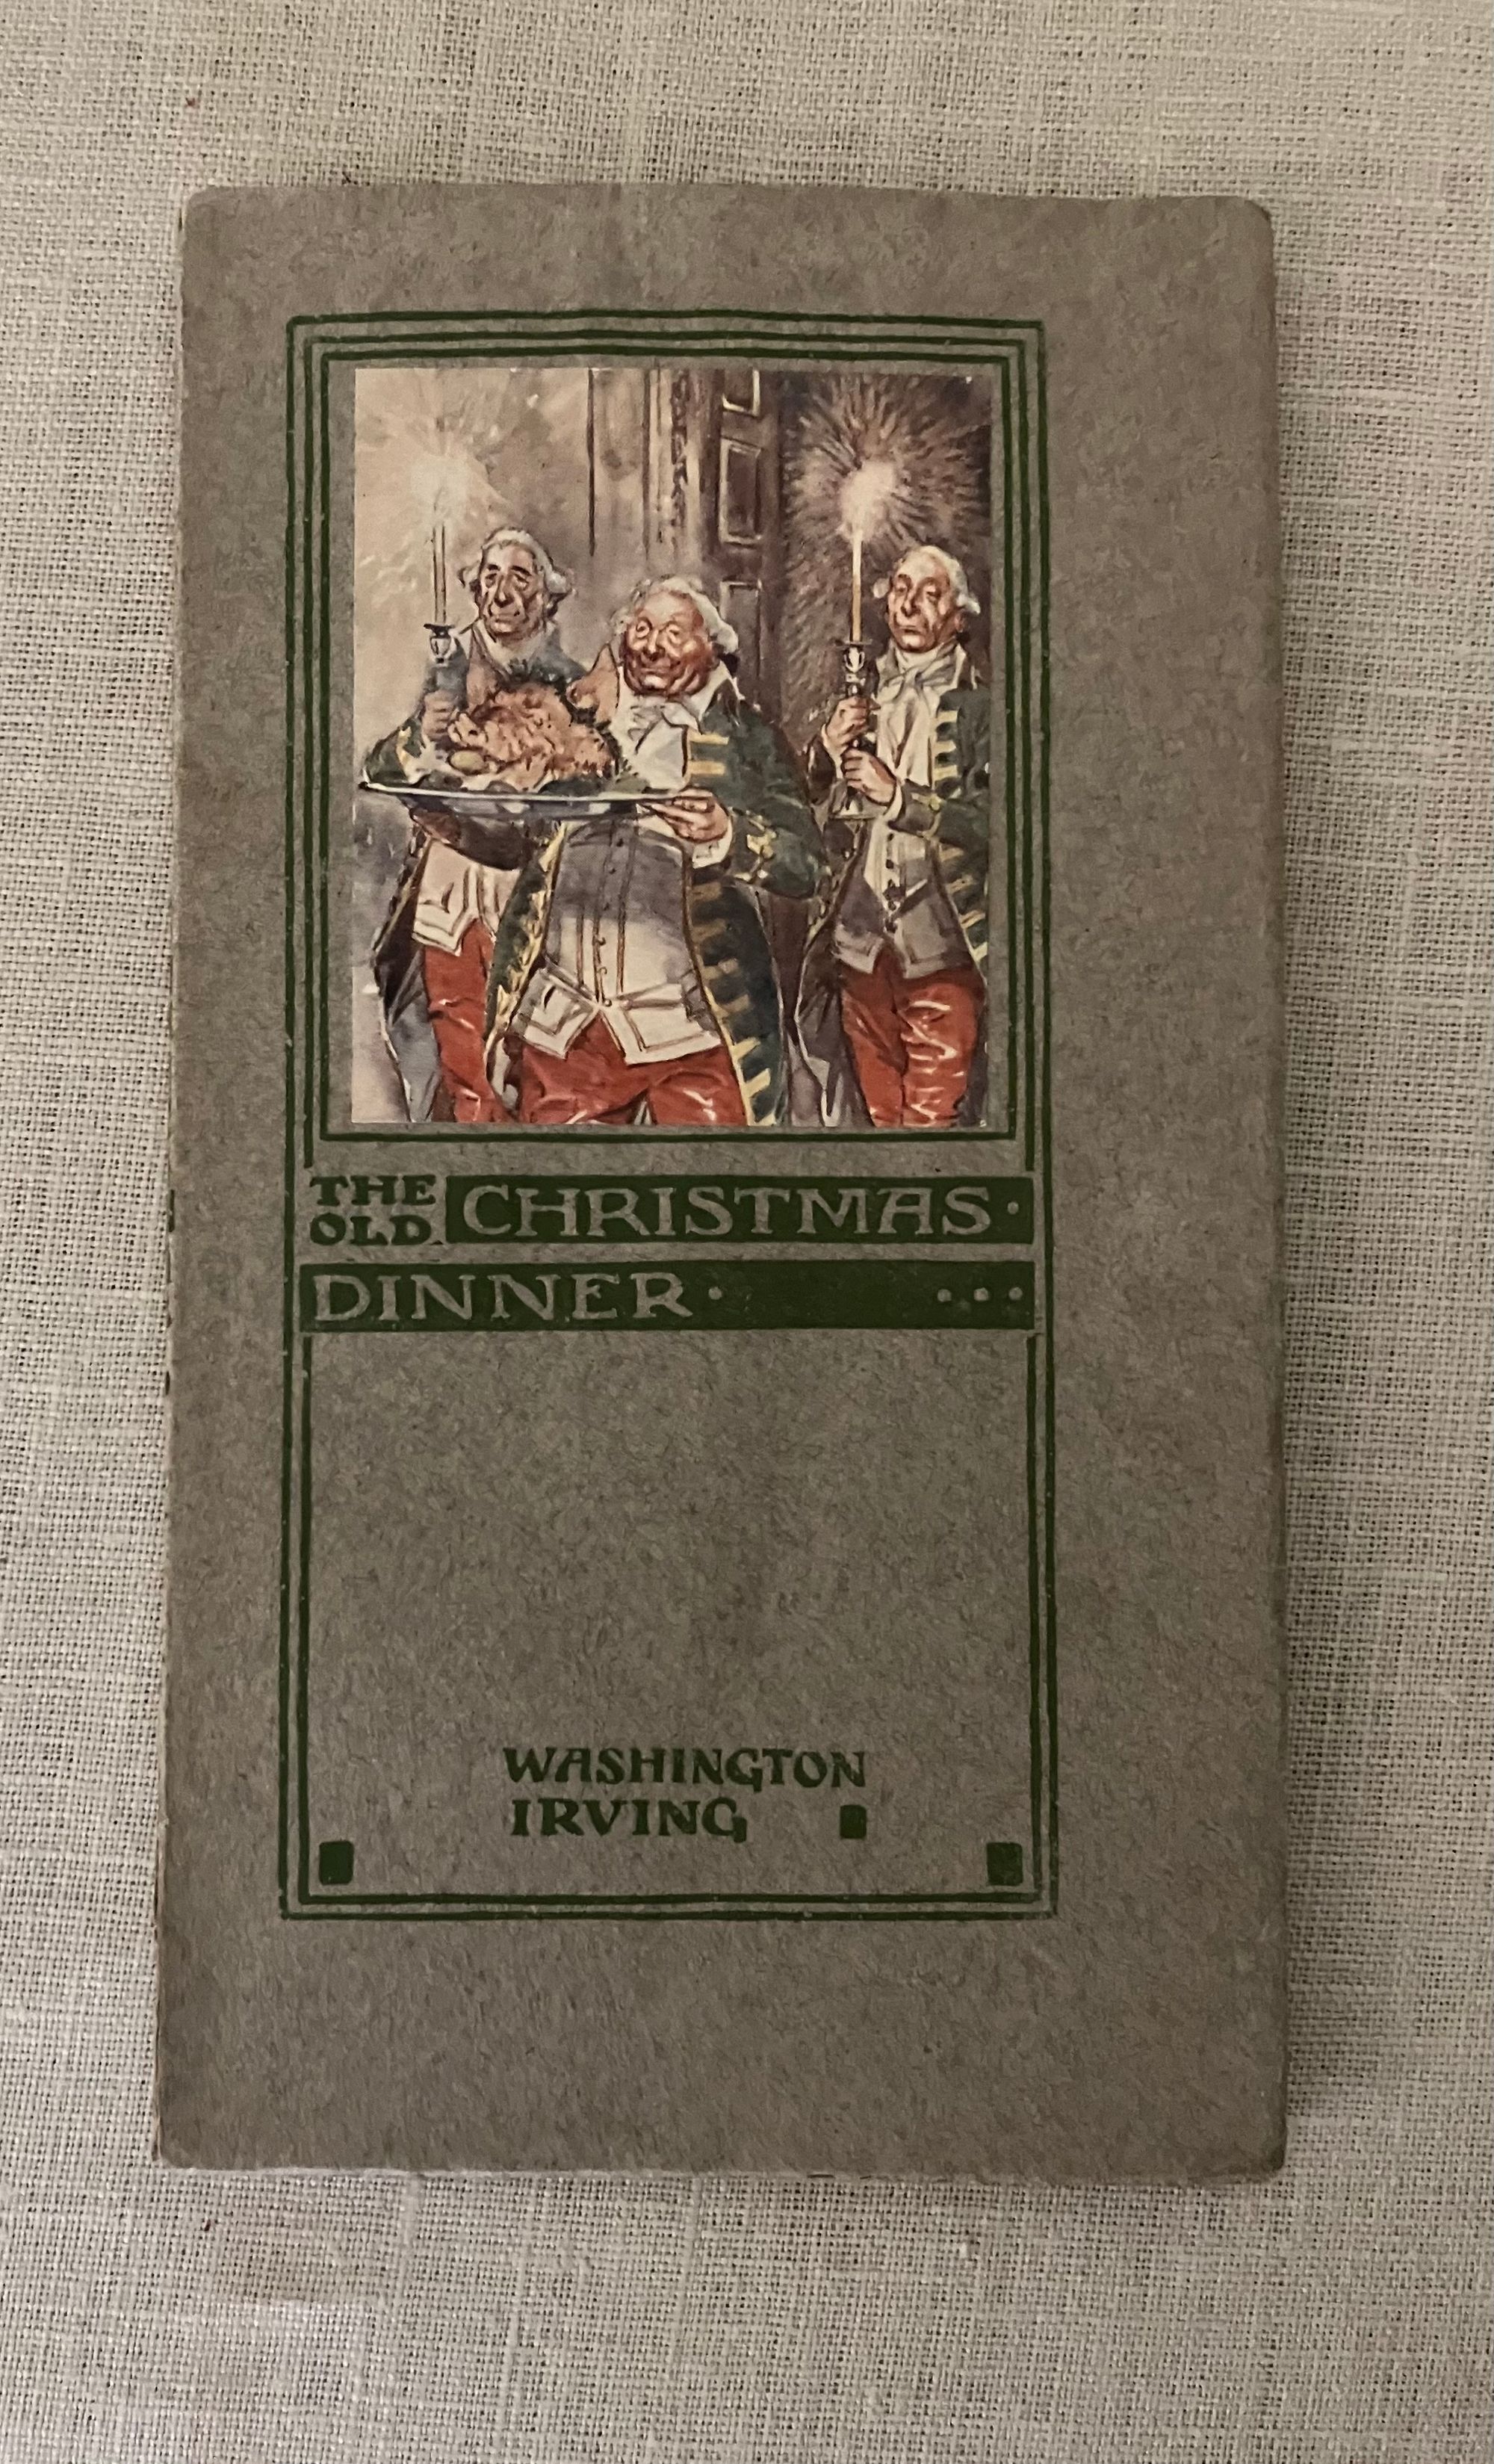 THE
OLD CHRISTMAS·
DINNER· ...
WASHINGTON
IRVING